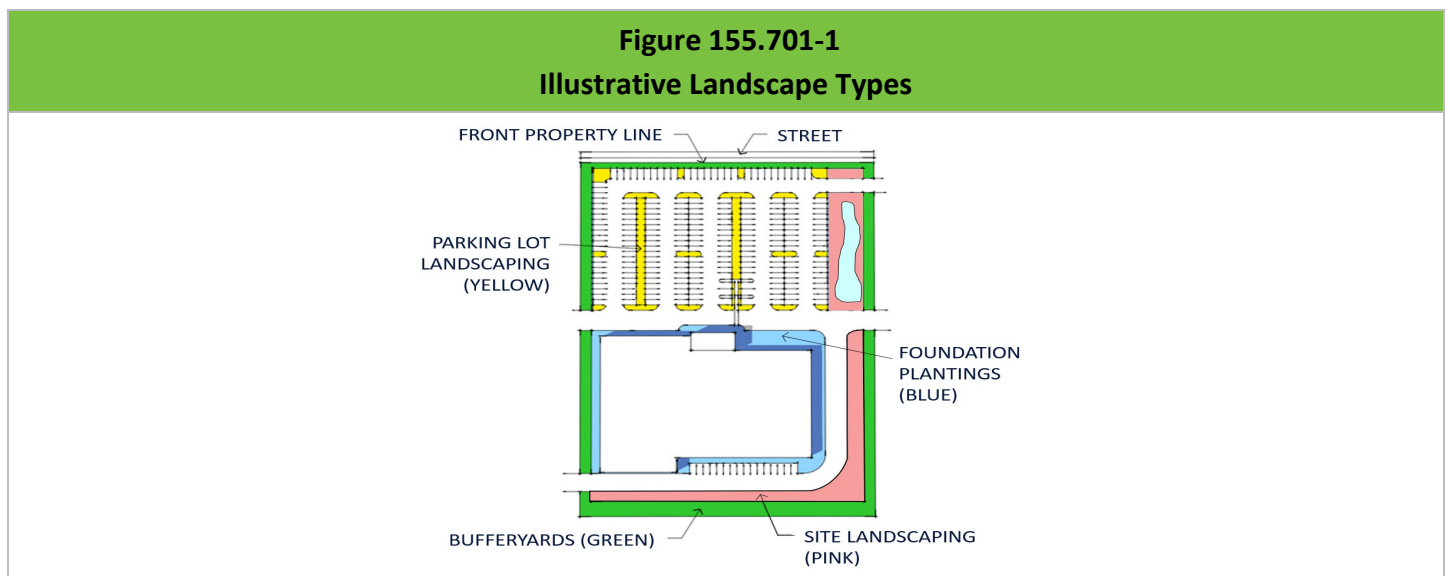 Figure 155.701-1
Illustrative Landscape Types
FRONT PROPERTY LINE
STREET
PARKING LOT
LANDSCAPING
(YELLOW)
FOUNDATION
PLANTINGS
(BLUE)
BUFFERYARDS (GREEN)
SITE LANDSCAPING
(PINK)